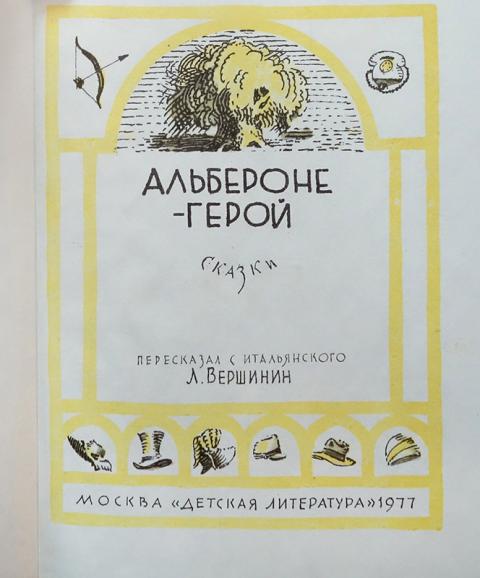 АЛЬБЕРОНЕ
-ГЕРОЙ
Сказки
ПЕРЕСКАЗАЛ С ИТАЛЬЯНСКОГО
Л. ВЕРШИНИН
МОСКВА «ДЕТСКАЯ ЛИТЕРАТУРА» 1977